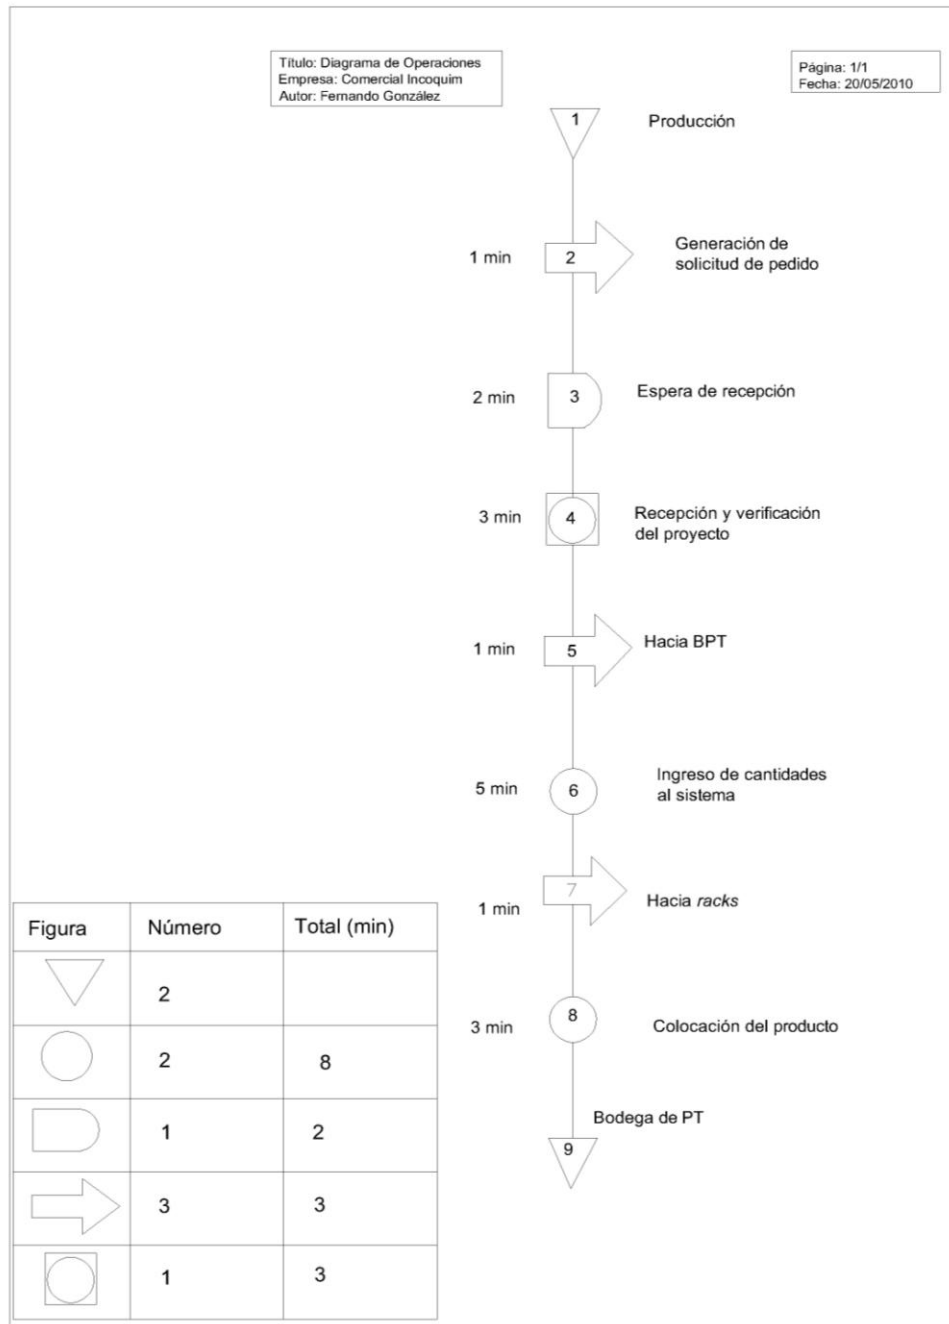 Título: Diagrama de Operaciones
Empresa: Comercial Incoquim
Autor: Fernando González
Página: 1/1
Fecha: 20/05/2010
1
Producción
1 min
2
Generación de
solicitud de pedido
2 min
3
Espera de recepción
3 min
4
Recepción y verificación
del proyecto
1 min
5
Hacia BPT
5 min
6
Ingreso de cantidades
al sistema
1 min
7
Hacia racks
3 min
8
Colocación del producto
Bodega de PT
9
Figura Número Total (min)
2
2 8
1 2
3 3
1 3